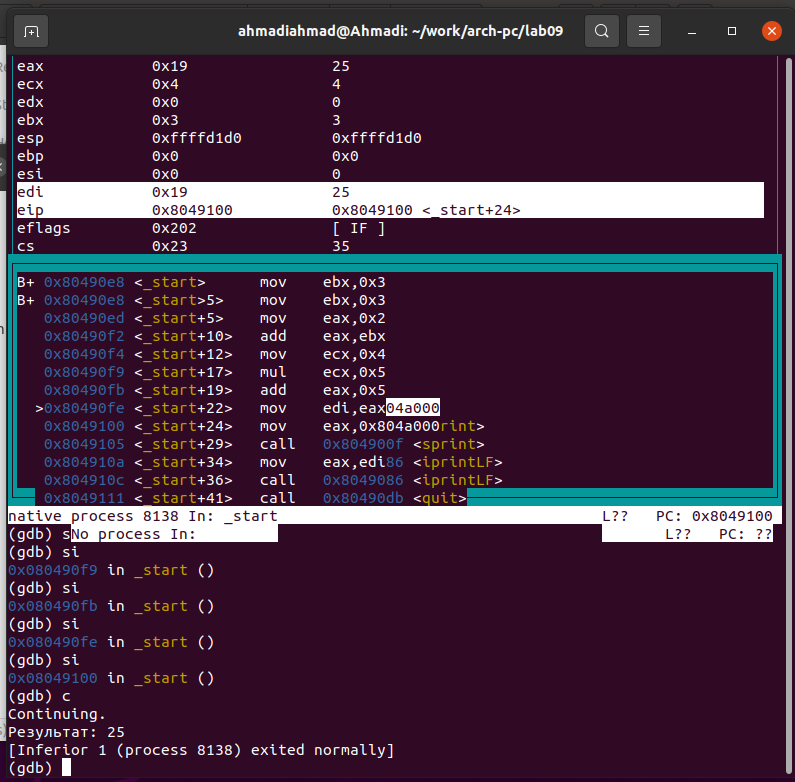 ahmadiahmad@Ahmadi: ~/work/arch-pc/lab09
eax 0x19 25
ecx 0x4 4
edx 0x0 0
ebx 0x3 3
esp 0xffffd1d0 0xffffd1d0
ebp 0x0 0x0
esi 0x0 0
edi 0x19 25
eip 0x8049100 0x8049100 <_start+24>
eflags 0x202 [ IF ]
cs 0x23 35
B+ 0x80490e8 <_start> mov ebx,0x3
B+ 0x80490e8 <_start>5> mov ebx,0x3
0x80490ed <_start+5> mov eax,0x2
0x80490f2 <_start+10> add eax,ebx
0x80490f4 <_start+12> mov ecx,0x4
0x80490f9 <_start+17> mul ecx,0x5
0x80490fb <_start+19> add eax,0x5
>0x80490fe <_start+22> mov edi,eax04a000
0x8049100 <_start+24> mov eax,0x804a000rint>
0x8049105 <_start+29> call 0x804900f <sprint>
0x804910a <_start+34> mov eax,edi86 <iprintLF>
0x804910c <_start+36> call 0x8049086 <iprintLF>
0x8049111 <_start+41> call 0x80490db <quit>
native process 8138 In: _start L?? PC: 0x8049100
(gdb) sNo process In: L?? PC: ??
(gdb) si
0x080490f9 in _start ()
(gdb) si
0x080490fb in _start ()
(gdb) si
0x080490fe in _start ()
(gdb) si
0x08049100 in _start ()
(gdb) c
Continuing.
Результат: 25
[Inferior 1 (process 8138) exited normally]
(gdb)